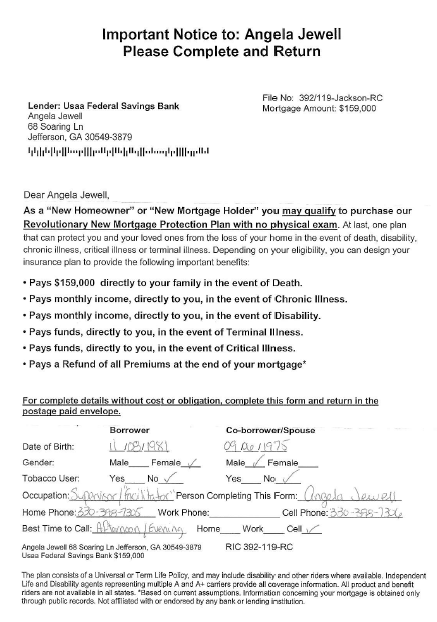 Important Notice to: Angela Jewell
Please Complete and Return
File No: 392/119-Jackson-RC
Mortgage Amount: $159,000
Lender: Usaa Federal Savings Bank
Angela Jewell
68 Soaring Ln
Jefferson, GA 30549-3879
Dear Angela Jewell,
As a “New Homeowner” or “New Mortgage Holder” you may qualify to purchase our
Revolutionary New Mortgage Protection Plan with no physical exam. At last, one plan
that can protect you and your loved ones from the loss of your home in the event of death, disability,
chronic illness, critical illness or terminal illness. Depending on your eligibility, you can design your
insurance plan to provide the following important benefits:
• Pays $159,000 directly to your family in the event of Death.
• Pays monthly income, directly to you, in the event of Chronic Illness.
• Pays monthly income, directly to you, in the event of Disability.
• Pays funds, directly to you, in the event of Terminal Illness.
• Pays funds, directly to you, in the event of Critical Illness.
• Pays a Refund of all Premiums at the end of your mortgage*
For complete details without cost or obligation, complete this form and return in the
postage paid envelope.
Borrower Co-borrower/Spouse
Date of Birth: 11/03/1981 09 /1975
Gender: Male Female ✓ Male ✓ Female
Tobacco User: Yes No ✓ Yes No ✓
Occupation: Supervisor/Facilitator Person Completing This Form: Angela Jewell
Home Phone: 330-398-7305 Work Phone: Cell Phone: 330-398-7306
Best Time to Call: Afternoon/Evening Home Work Cell ✓
Angela Jewell 68 Soaring Ln Jefferson, GA 30549-3879 RIC 392-119-RC
Usaa Federal Savings Bank $159,000
The plan consists of a Universal or Term Life Policy, and may include disability and other riders where available. Independent
Life and Disability agents representing multiple A and A+ carriers provide all coverage information. All product and benefit
riders are not available in all states. *Based on current assumptions. Information concerning your mortgage is obtained only
through public records. Not affiliated with or endorsed by any bank or lending institution.